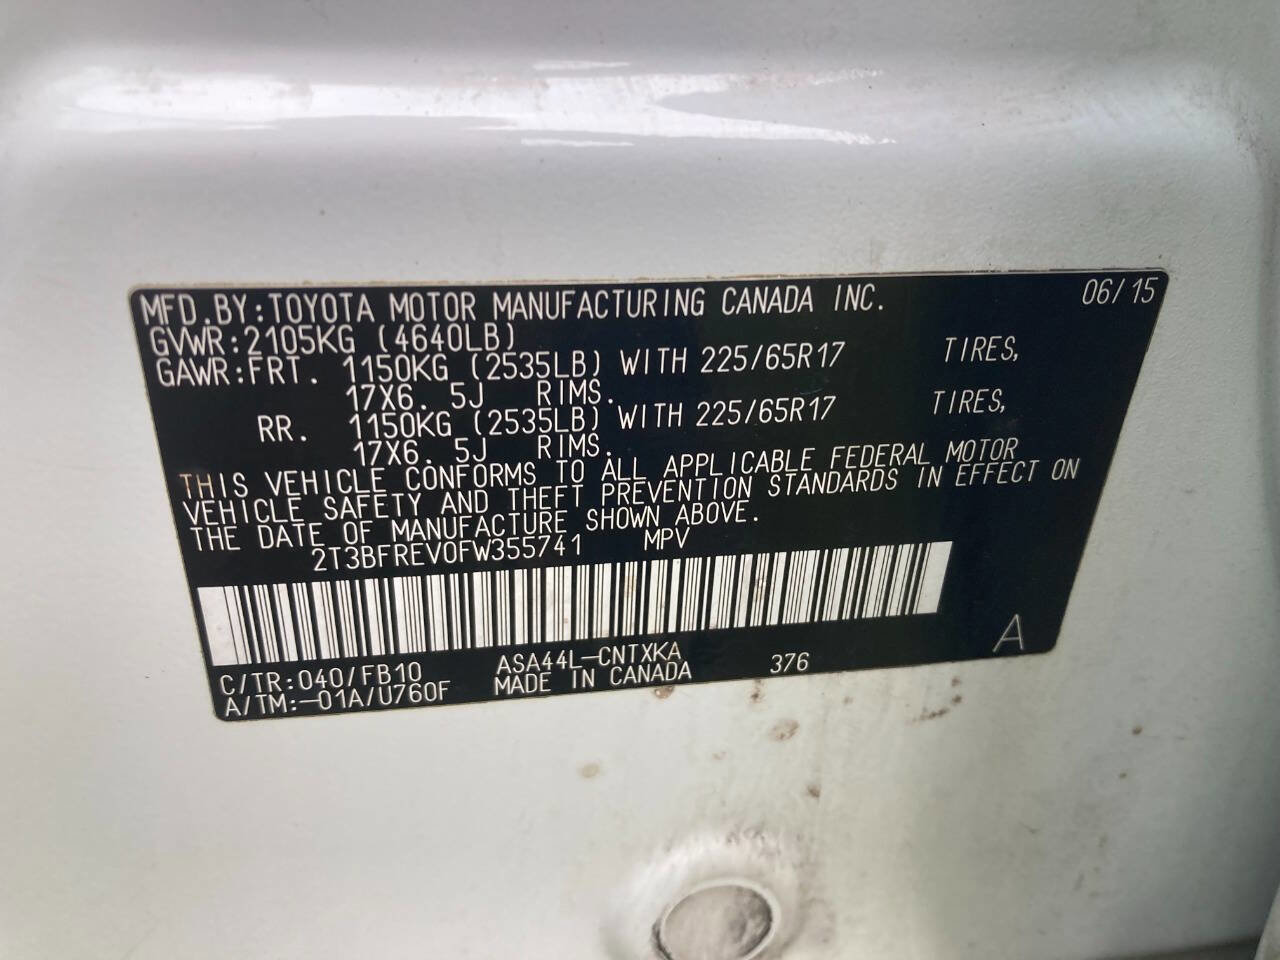 MFD.BY:TOYOTA MOTOR MANUFACTURING CANADA INC. 06/15
GVWR:2105KG (4640LB)
GAWR:FRT. 1150KG (2535LB) WITH 225/65R17 TIRES,
17X6. 5J RIMS.
RR. 1150KG (2535LB) WITH 225/65R17 TIRES,
17X6. 5J RIMS.
THIS VEHICLE CONFORMS TO ALL APPLICABLE FEDERAL MOTOR
VEHICLE SAFETY AND THEFT PREVENTION STANDARDS IN EFFECT ON
THE DATE OF MANUFACTURE SHOWN ABOVE.
2T3BFREV0FW355741 MPV
C/TR:040/FB10 ASA44L-CNTXKA 376 A
A/TM:-01A/U760F MADE IN CANADA